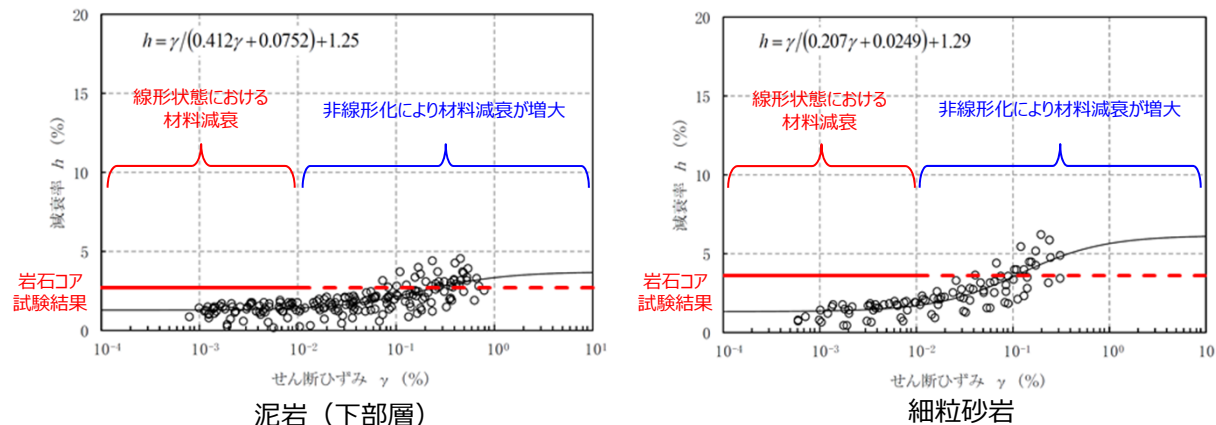 20
15
10
5
0
減衰率 h (%)
h=γ/(0.412γ+0.0752)+1.25
線形状態における
材料減衰
非線形化により材料減衰が増大
岩石コア
試験結果
10⁻⁴
10⁻³
10⁻²
10⁻¹
10⁰
10¹
せん断ひずみ γ (%)
泥岩（下部層）
20
15
10
5
0
減衰率 h (%)
h=γ/(0.207γ+0.0249)+1.29
線形状態における
材料減衰
非線形化により材料減衰が増大
岩石コア
試験結果
10⁻⁴
10⁻³
10⁻²
10⁻¹
10⁰
10
せん断ひずみ γ (%)
細粒砂岩